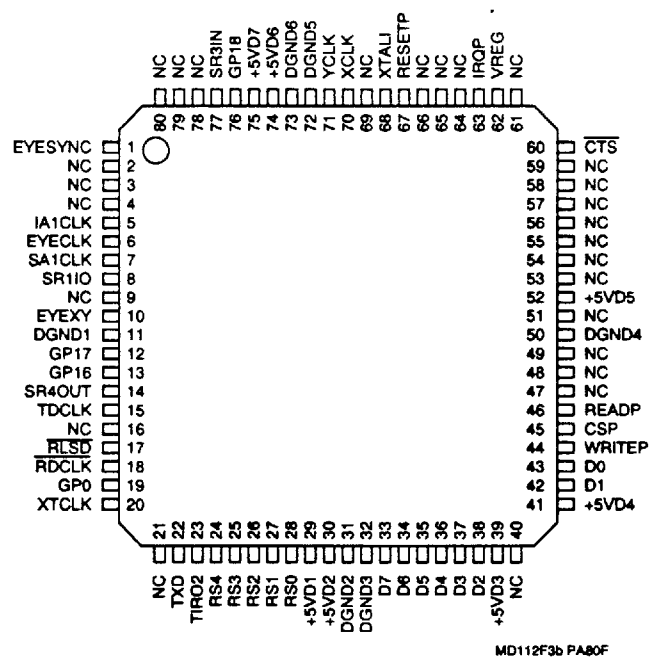 NC
NC
NC
SR3IN
GP18
+5VD7
+5VD6
DGND6
DGND5
YCLK
XCLK
NC
XTALI
RESETP
NC
NC
NC
IRQP
VREG
NC
80
79
78
77
76
75
74
73
72
71
70
69
68
67
66
65
64
63
62
61
EYESYNC 1
NC 2
NC 3
NC 4
IA1CLK 5
EYECLK 6
SA1CLK 7
SR1IO 8
NC 9
EYEXY 10
DGND1 11
GP17 12
GP16 13
SR4OUT 14
TDCLK 15
NC 16
RLSD 17
RDCLK 18
GP0 19
XTCLK 20
60 CTS
59 NC
58 NC
57 NC
56 NC
55 NC
54 NC
53 NC
52 +5VD5
51 NC
50 DGND4
49 NC
48 NC
47 NC
46 READP
45 CSP
44 WRITEP
43 D0
42 D1
41 +5VD4
21
22
23
24
25
26
27
28
29
30
31
32
33
34
35
36
37
38
39
40
NC
TXD
TIRO2
RS4
RS3
RS2
RS1
RS0
+5VD1
+5VD2
DGND2
DGND3
D7
D6
D5
D4
D3
D2
+5VD3
NC
MD112F3b PA80F